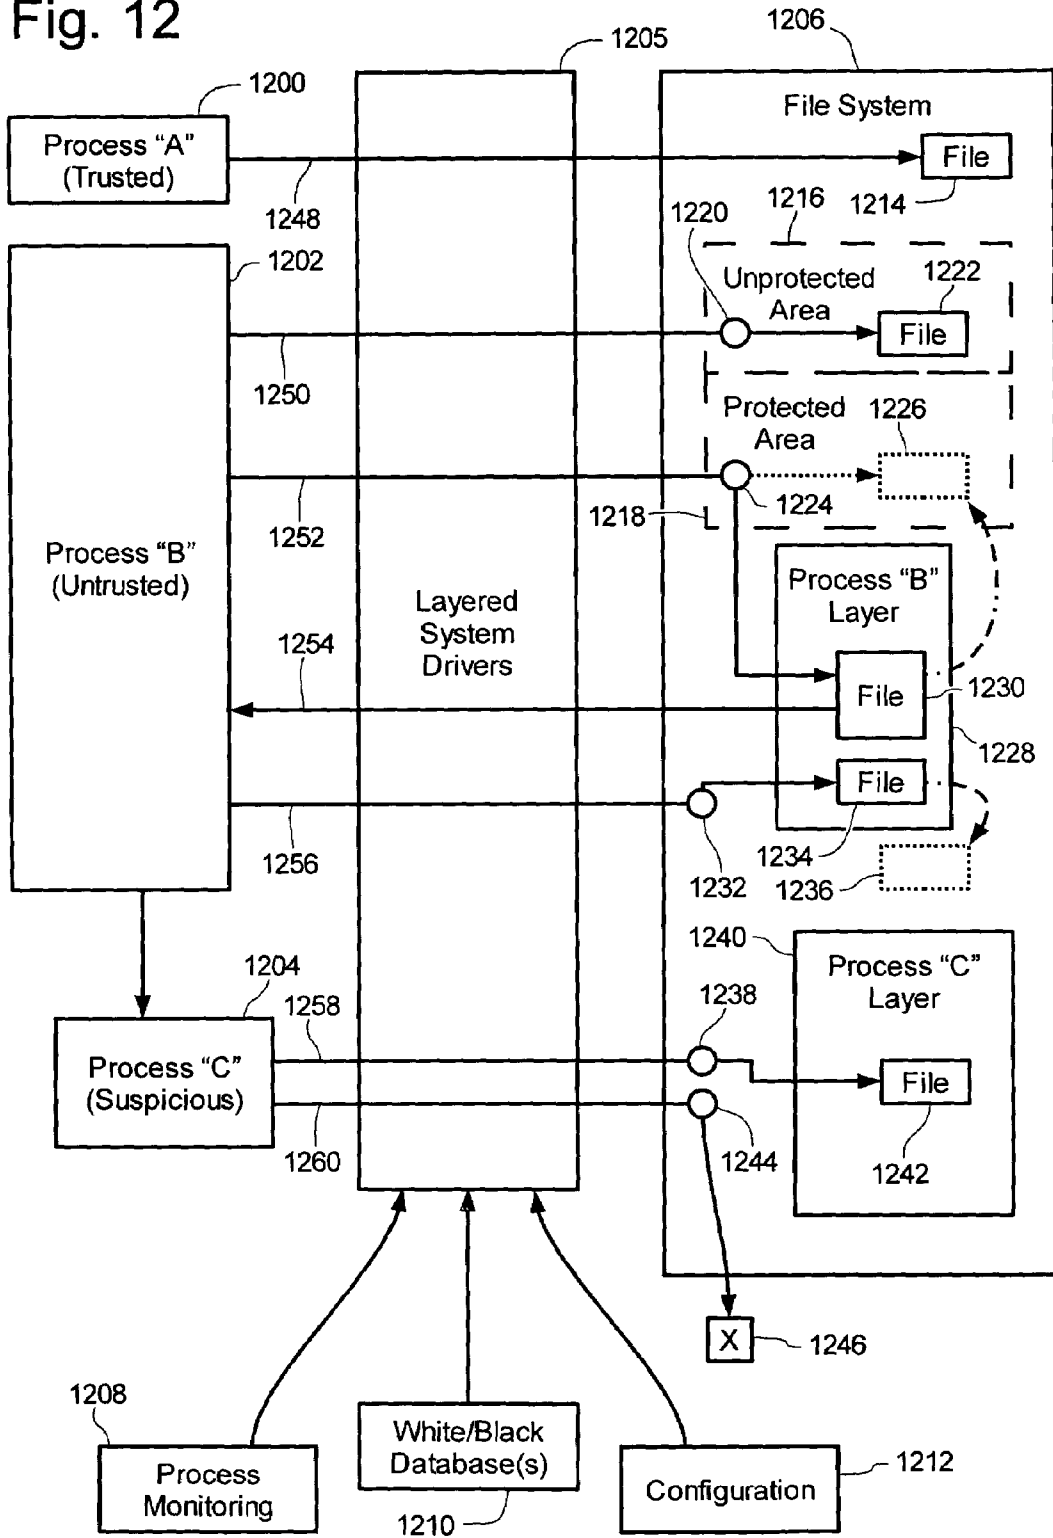 Fig. 12
1205
1206
1200
File System
Process “A”
(Trusted)
File
1248
1220
1216
1214
1202
Unprotected
Area
1222
File
1250
Protected
Area
1226
1224
1252
1218
Process “B”
(Untrusted)
Layered
System
Drivers
Process “B”
Layer
1254
File
1230
1228
File
1256
1232
1234
1236
1240
Process “C”
Layer
1204
1258
1238
Process “C”
(Suspicious)
File
1260
1244
1242
X
1246
1208
White/Black
Database(s)
Process
Monitoring
1210
Configuration
1212